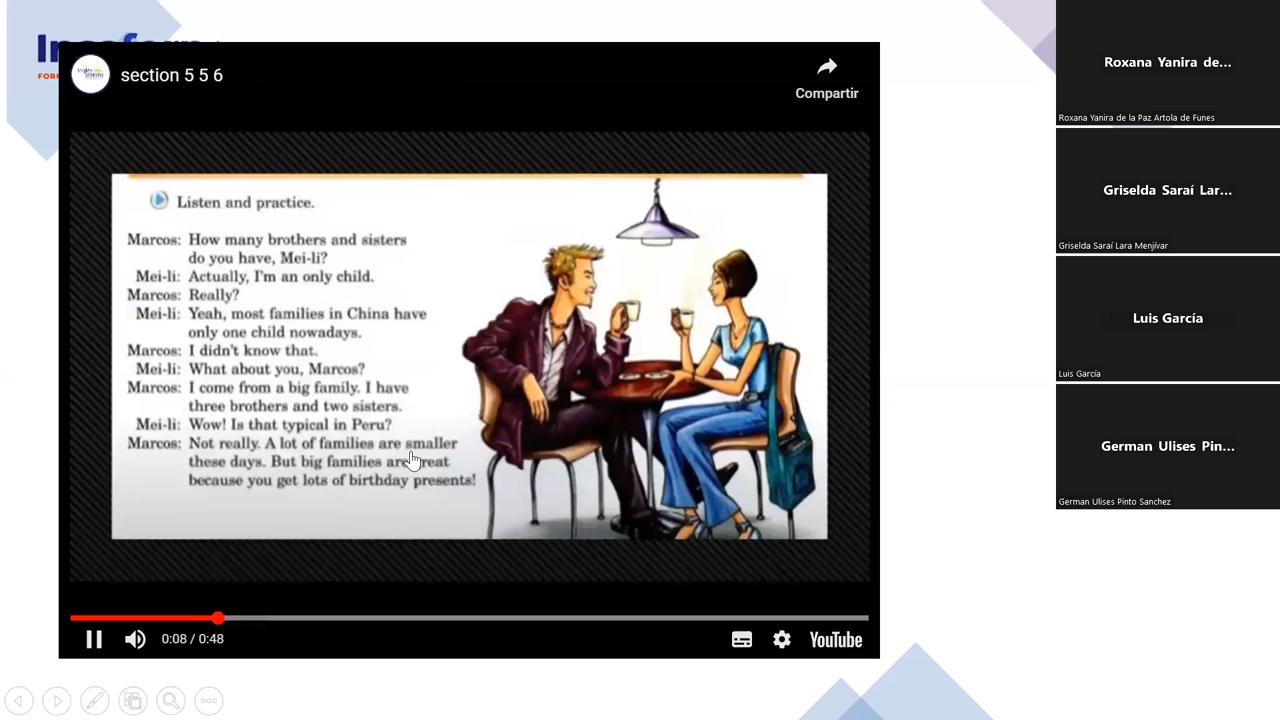 section 5 5 6
Compartir
Listen and practice.
Marcos: How many brothers and sisters
do you have, Mei-li?
Mei-li: Actually, I'm an only child.
Marcos: Really?
Mei-li: Yeah, most families in China have
only one child nowadays.
Marcos: I didn't know that.
Mei-li: What about you, Marcos?
Marcos: I come from a big family. I have
three brothers and two sisters.
Mei-li: Wow! Is that typical in Peru?
Marcos: Not really. A lot of families are smaller
these days. But big families are great
because you get lots of birthday presents!
0:08 / 0:48
YouTube
Roxana Yanira de...
Roxana Yanira de la Paz Artola de Funes
Griselda Saraí Lar...
Griselda Saraí Lara Menjívar
Luis García
Luis García
German Ulises Pin...
German Ulises Pinto Sanchez